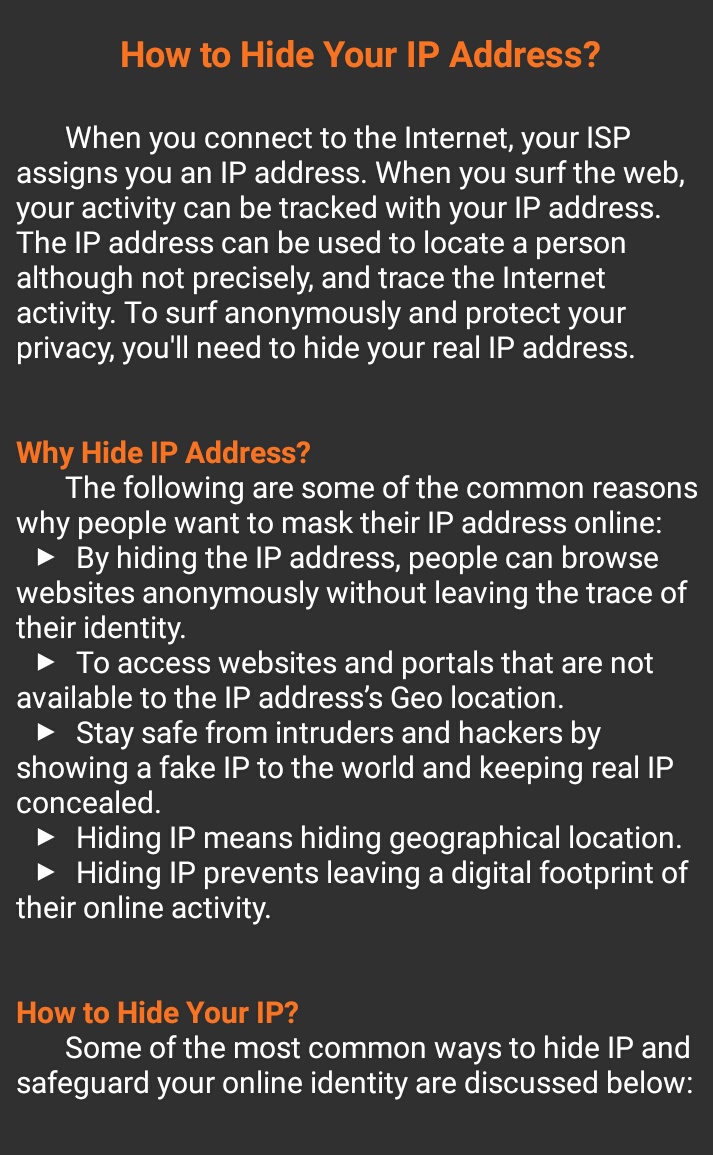 How to Hide Your IP Address?
When you connect to the Internet, your ISP
assigns you an IP address. When you surf the web,
your activity can be tracked with your IP address.
The IP address can be used to locate a person
although not precisely, and trace the Internet
activity. To surf anonymously and protect your
privacy, you'll need to hide your real IP address.
Why Hide IP Address?
The following are some of the common reasons
why people want to mask their IP address online:
► By hiding the IP address, people can browse
websites anonymously without leaving the trace of
their identity.
► To access websites and portals that are not
available to the IP address’s Geo location.
► Stay safe from intruders and hackers by
showing a fake IP to the world and keeping real IP
concealed.
► Hiding IP means hiding geographical location.
► Hiding IP prevents leaving a digital footprint of
their online activity.
How to Hide Your IP?
Some of the most common ways to hide IP and
safeguard your online identity are discussed below: